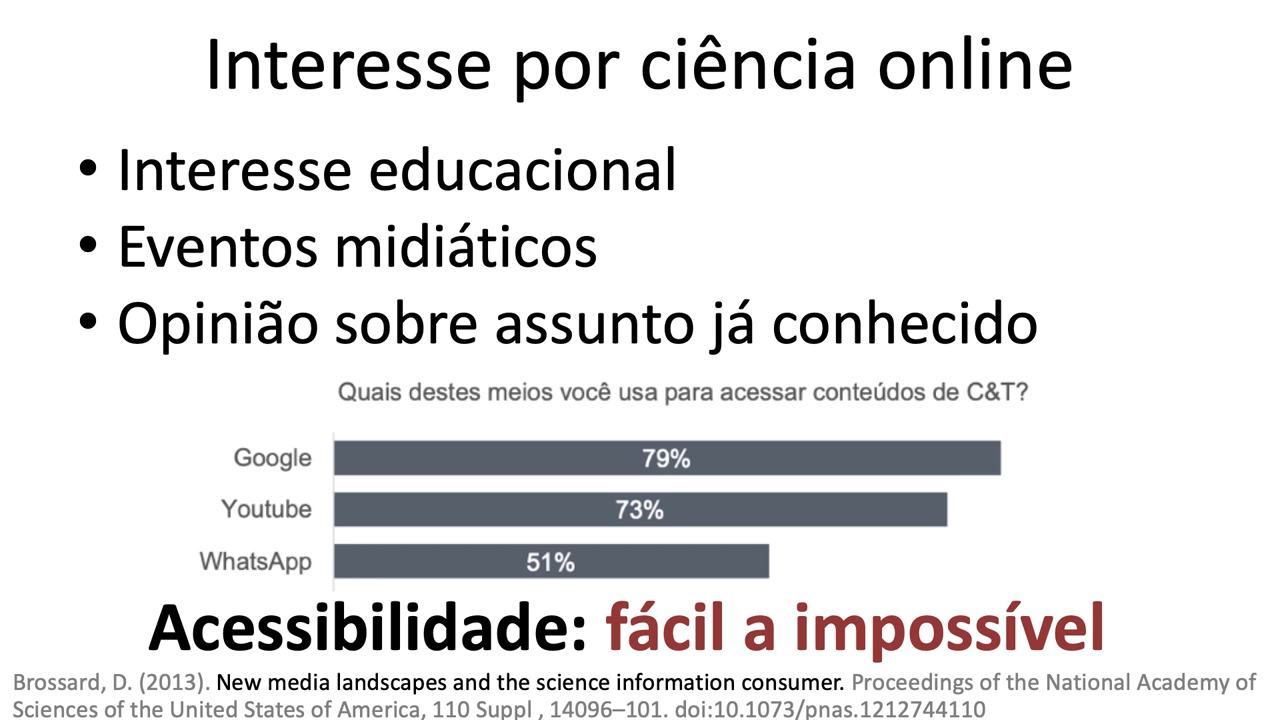 Interesse por ciência online
• Interesse educacional
• Eventos midiáticos
• Opinião sobre assunto já conhecido
Quais destes meios você usa para acessar conteúdos de C&T?
Google 79%
Youtube 73%
WhatsApp 51%
Acessibilidade: fácil a impossível
Brossard, D. (2013). New media landscapes and the science information consumer. Proceedings of the National Academy of
Sciences of the United States of America, 110 Suppl , 14096–101. doi:10.1073/pnas.1212744110